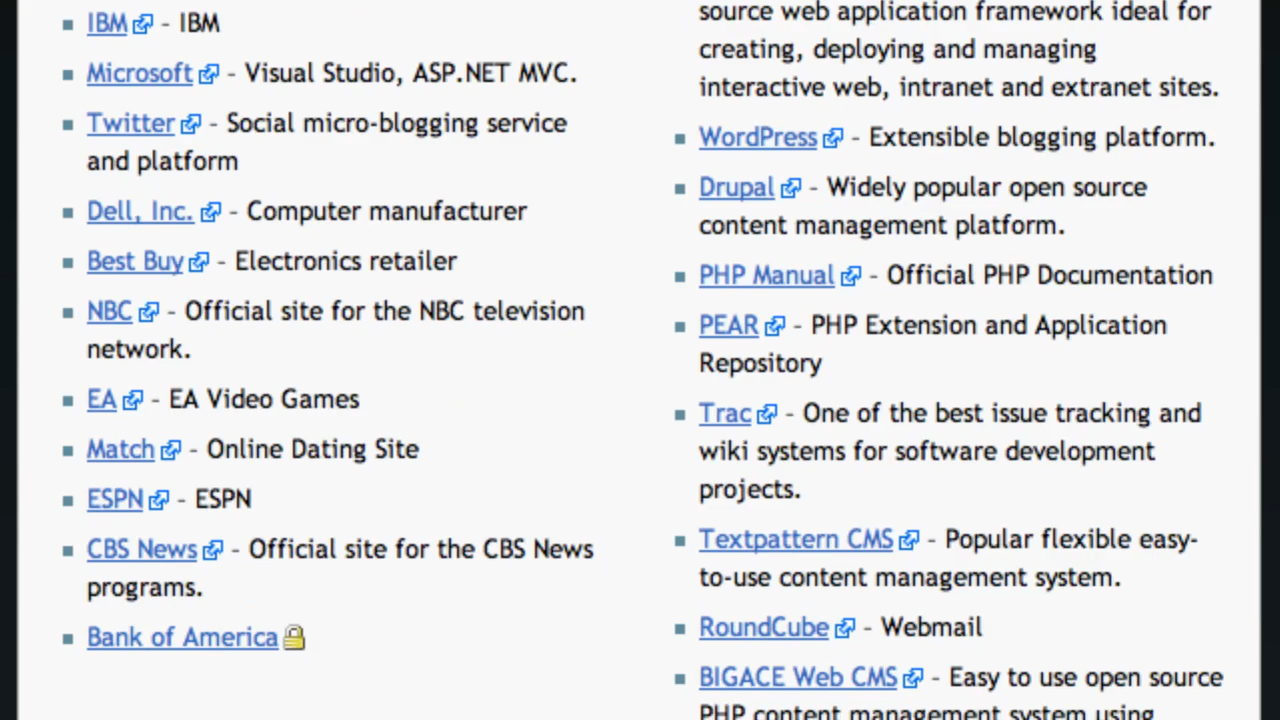 IBM - IBM
Microsoft - Visual Studio, ASP.NET MVC.
Twitter - Social micro-blogging service
and platform
Dell, Inc. - Computer manufacturer
Best Buy - Electronics retailer
NBC - Official site for the NBC television
network.
EA - EA Video Games
Match - Online Dating Site
ESPN - ESPN
CBS News - Official site for the CBS News
programs.
Bank of America
source web application framework ideal for
creating, deploying and managing
interactive web, intranet and extranet sites.
WordPress - Extensible blogging platform.
Drupal - Widely popular open source
content management platform.
PHP Manual - Official PHP Documentation
PEAR - PHP Extension and Application
Repository
Trac - One of the best issue tracking and
wiki systems for software development
projects.
Textpattern CMS - Popular flexible easy-
to-use content management system.
RoundCube - Webmail
BIGACE Web CMS - Easy to use open source
PHP content management system using